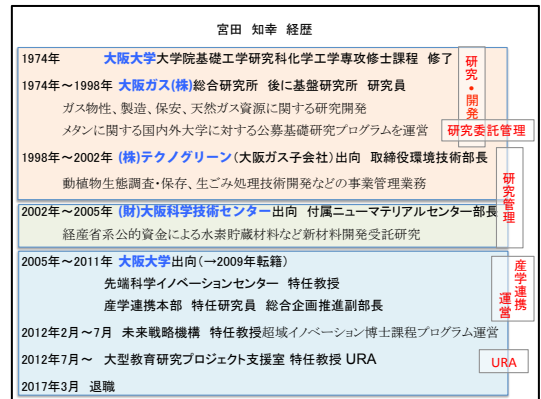 宮田 知幸 経歴
1974年 大阪大学大学院基礎工学研究科化学工学専攻修士課程 修了
1974年～1998年 大阪ガス(株)総合研究所 後に基盤研究所 研究員
ガス物性、製造、保安、天然ガス資源に関する研究開発
メタンに関する国内外大学に対する公募基礎研究プログラムを運営
研究・開発
研究委託管理
1998年～2002年 (株)テクノグリーン(大阪ガス子会社)出向 取締役環境技術部長
動植物生態調査・保存、生ごみ処理技術開発などの事業管理業務
研究管理
2002年～2005年 (財)大阪科学技術センター出向 付属ニューマテリアルセンター部長
経産省系公的資金による水素貯蔵材料など新材料開発受託研究
2005年～2011年 大阪大学出向(→2009年転籍)
先端科学イノベーションセンター 特任教授
産学連携本部 特任研究員 総合企画推進副部長
産学連携
運営
2012年2月～7月 未来戦略機構 特任教授超域イノベーション博士課程プログラム運営
2012年7月～ 大型教育研究プロジェクト支援室 特任教授 URA
URA
2017年3月 退職